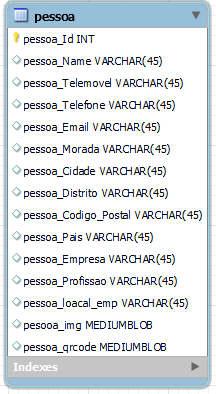 pessoa
pessoa_Id INT
pessoa_Name VARCHAR(45)
pessoa_Telemovel VARCHAR(45)
pessoa_Telefone VARCHAR(45)
pessoa_Email VARCHAR(45)
pessoa_Morada VARCHAR(45)
pessoa_Cidade VARCHAR(45)
pessoa_Distrito VARCHAR(45)
pessoa_Codigo_Postal VARCHAR(45)
pessoa_Pais VARCHAR(45)
pessoa_Empresa VARCHAR(45)
pessoa_Profissao VARCHAR(45)
pessoa_loacal_emp VARCHAR(45)
pesooa_img MEDIUMBLOB
pessoa_qrcode MEDIUMBLOB
Indexes